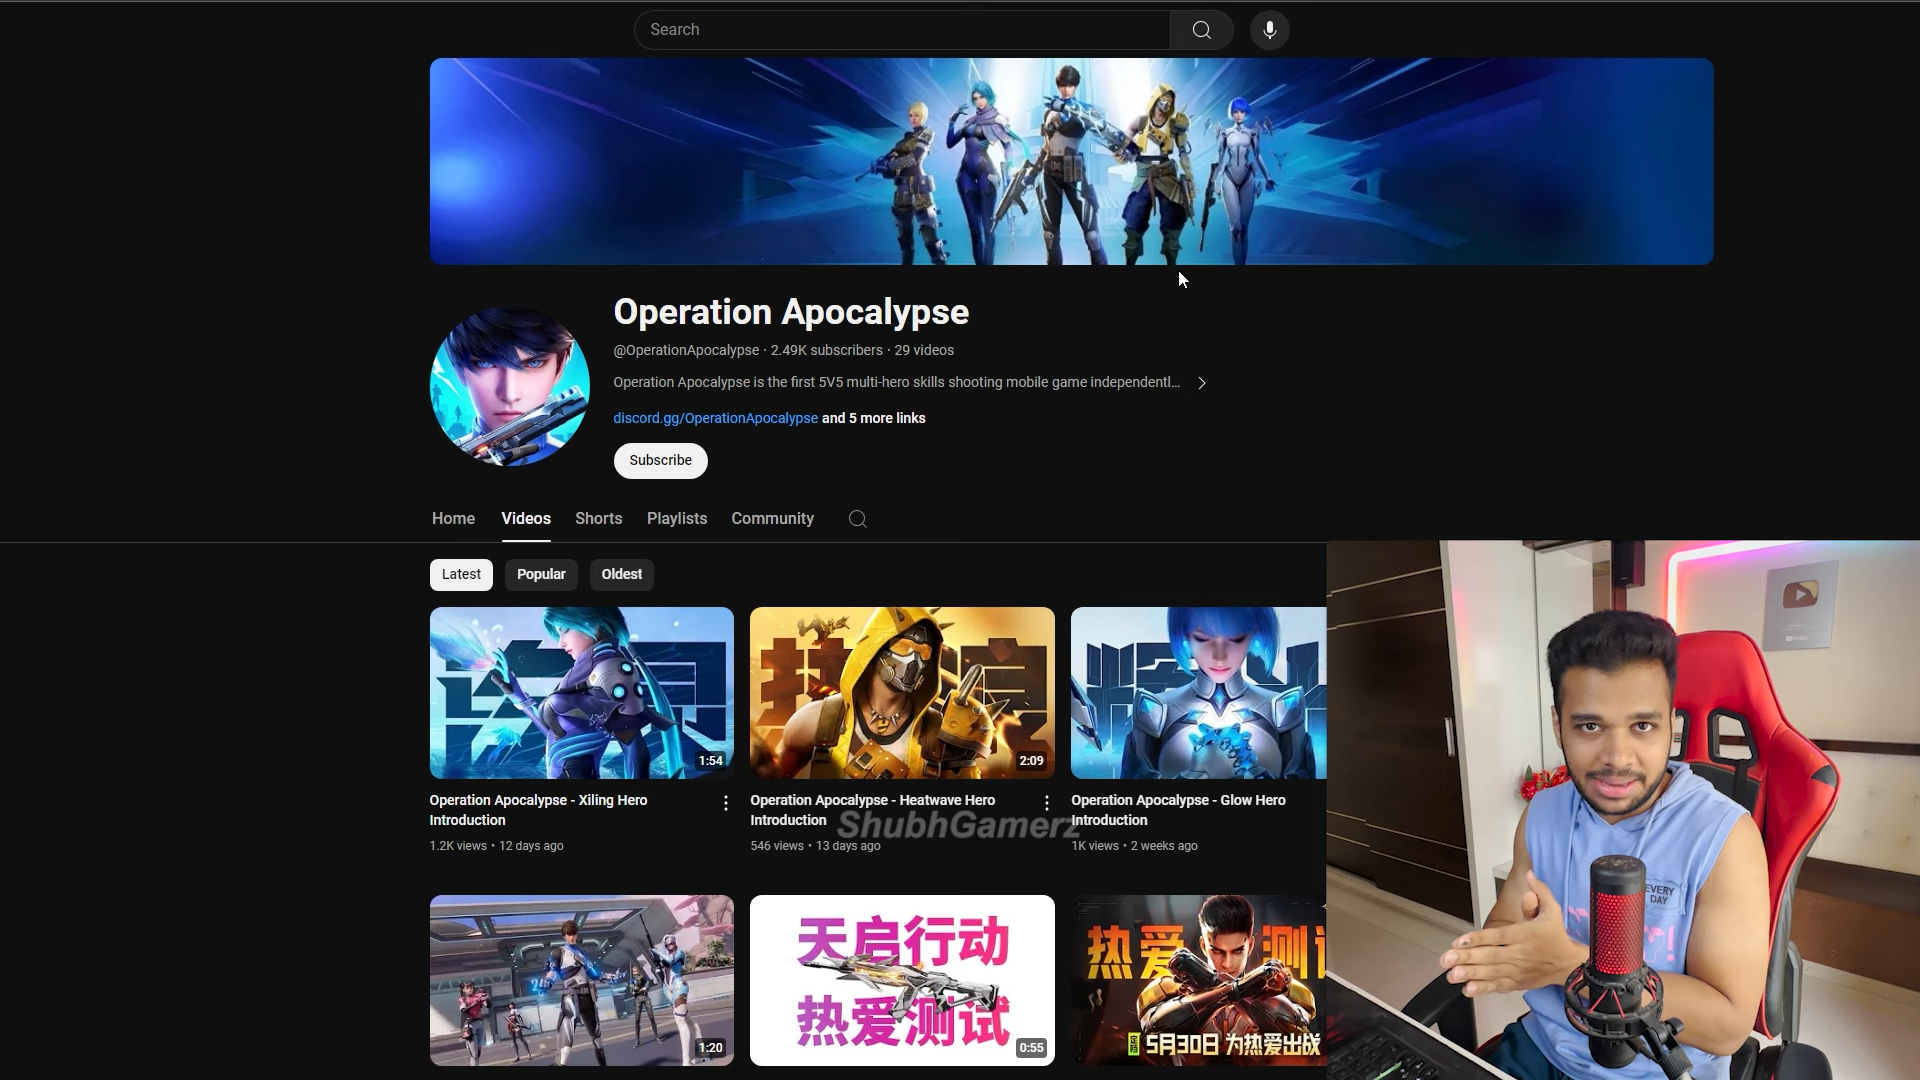 Search
Operation Apocalypse
@OperationApocalypse · 2.49K subscribers · 29 videos
Operation Apocalypse is the first 5V5 multi-hero skills shooting mobile game independentl...
discord.gg/OperationApocalypse and 5 more links
Subscribe
Home Videos Shorts Playlists Community
Latest Popular Oldest
1:54
2:09
Operation Apocalypse - Xiling Hero
Introduction
1.2K views • 12 days ago
Operation Apocalypse - Heatwave Hero
Introduction
546 views • 13 days ago
Operation Apocalypse - Glow Hero
Introduction
1K views • 2 weeks ago
ShubhGamerz
1:20
天启行动
热爱测试
0:55
热爱 测试
5月30日 为热爱出战
EVERY
DAY